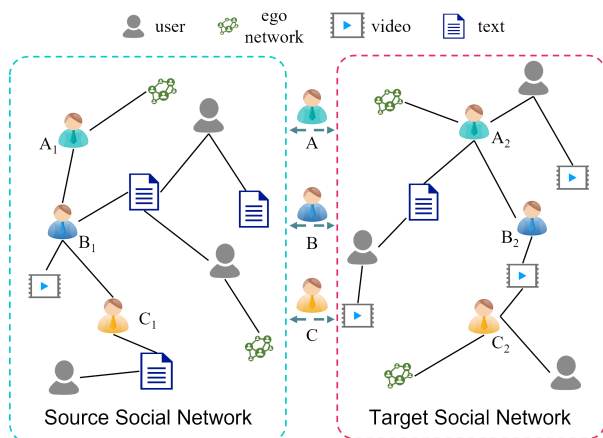 user
ego
network
video
text
A1
A
A2
B1
B
B2
C1
C
C2
Source Social Network
Target Social Network